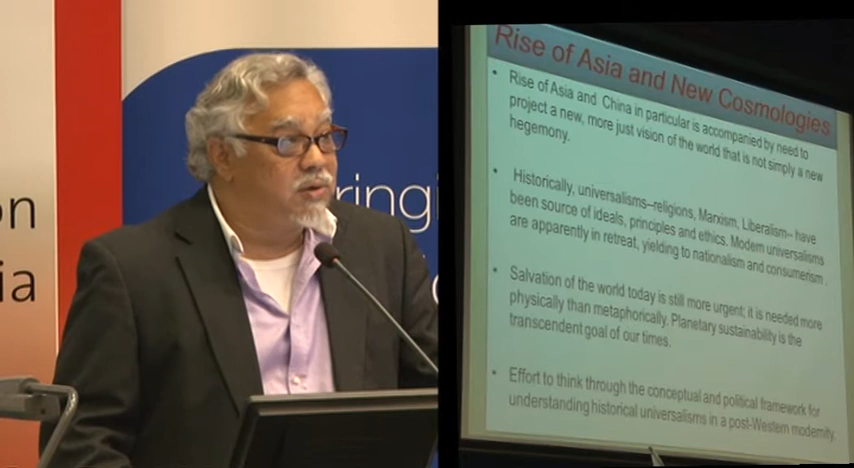 on
ia
ringi
Rise of Asia and New Cosmologies
• Rise of Asia and China in particular is accompanied by need to
project a new, more just vision of the world that is not simply a new
hegemony.
• Historically, universalisms–religions, Marxism, Liberalism– have
been source of ideals, principles and ethics. Modern universalisms
are apparently in retreat, yielding to nationalism and consumerism .
• Salvation of the world today is still more urgent; it is needed more
physically than metaphorically. Planetary sustainability is the
transcendent goal of our times.
• Effort to think through the conceptual and political framework for
understanding historical universalisms in a post-Western modernity.